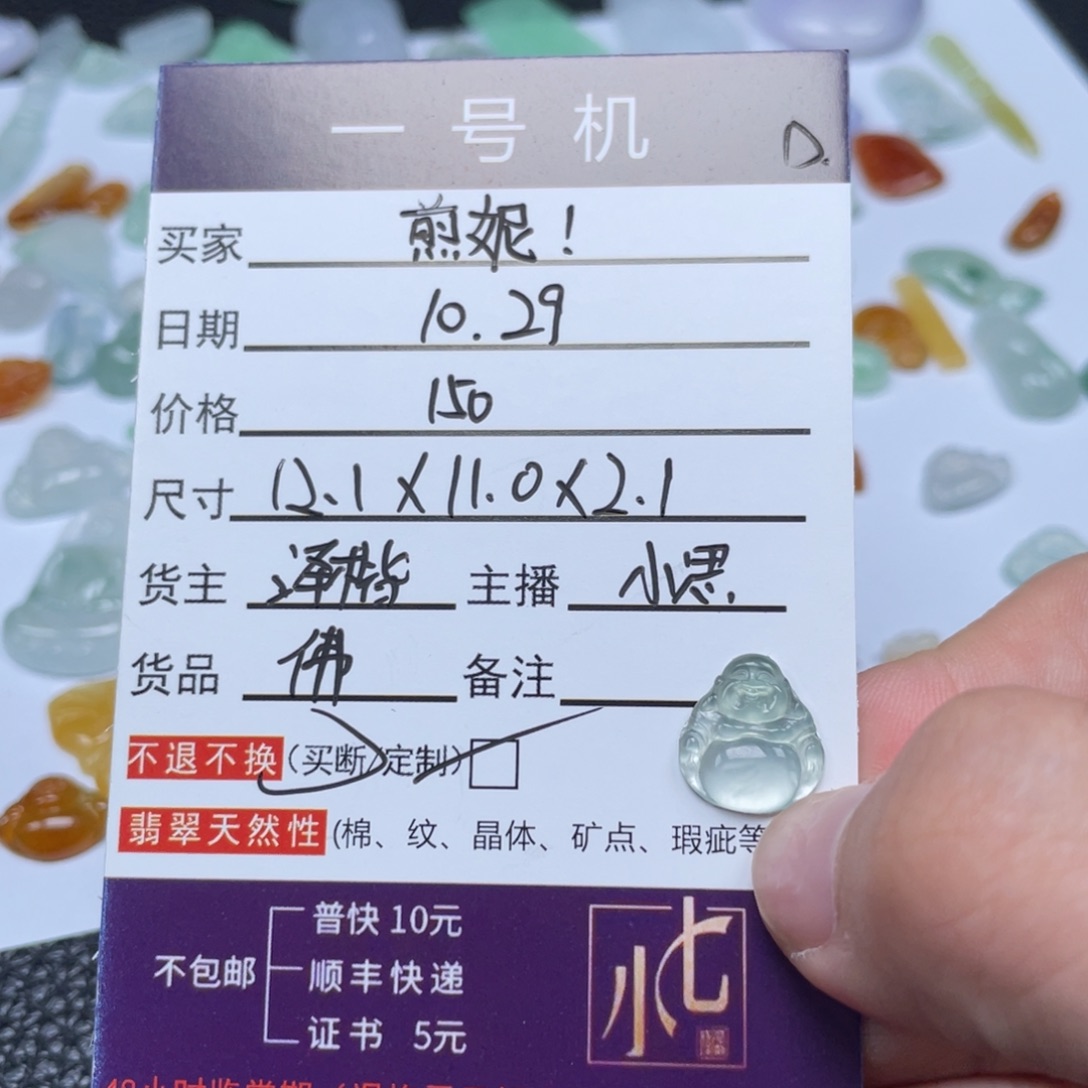 一号机 D.
买家 煎妮！
日期 10.29
价格 150
尺寸 12.1×11.0×2.1
货主 主播 小思.
货品 佛 备注
不退不换(买断/定制)
翡翠天然性(棉、纹、晶体、矿点、瑕疵等
普快 10元
不包邮 顺丰快递
证书 5元
小七